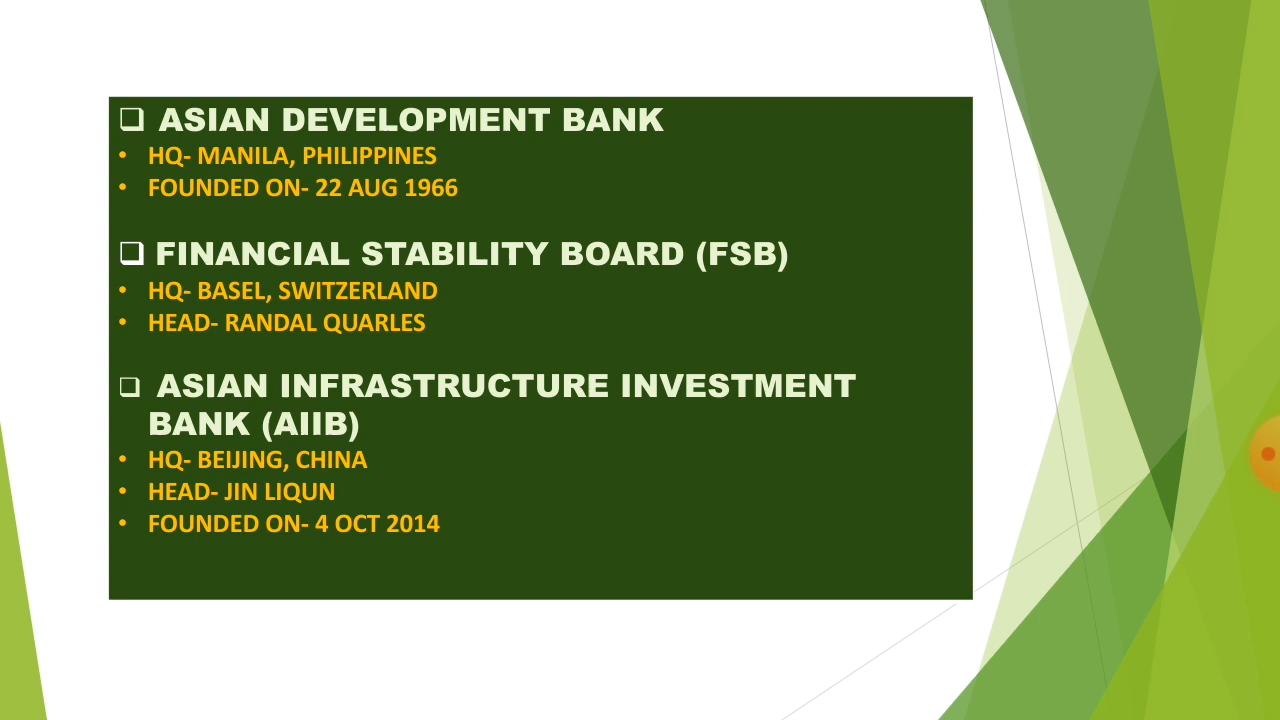 ❑ ASIAN DEVELOPMENT BANK
• HQ- MANILA, PHILIPPINES
• FOUNDED ON- 22 AUG 1966
❑ FINANCIAL STABILITY BOARD (FSB)
• HQ- BASEL, SWITZERLAND
• HEAD- RANDAL QUARLES
❑ ASIAN INFRASTRUCTURE INVESTMENT
BANK (AIIB)
• HQ- BEIJING, CHINA
• HEAD- JIN LIQUN
• FOUNDED ON- 4 OCT 2014